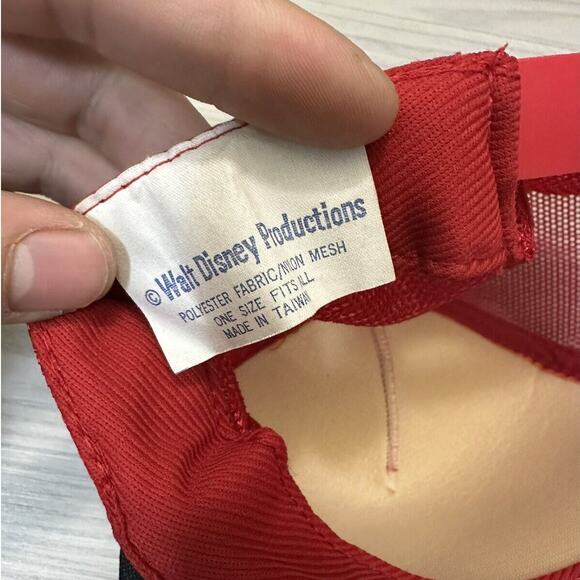 © Walt Disney Productions
POLYESTER FABRIC/NYLON MESH
ONE SIZE FITS ALL
MADE IN TAIWAN